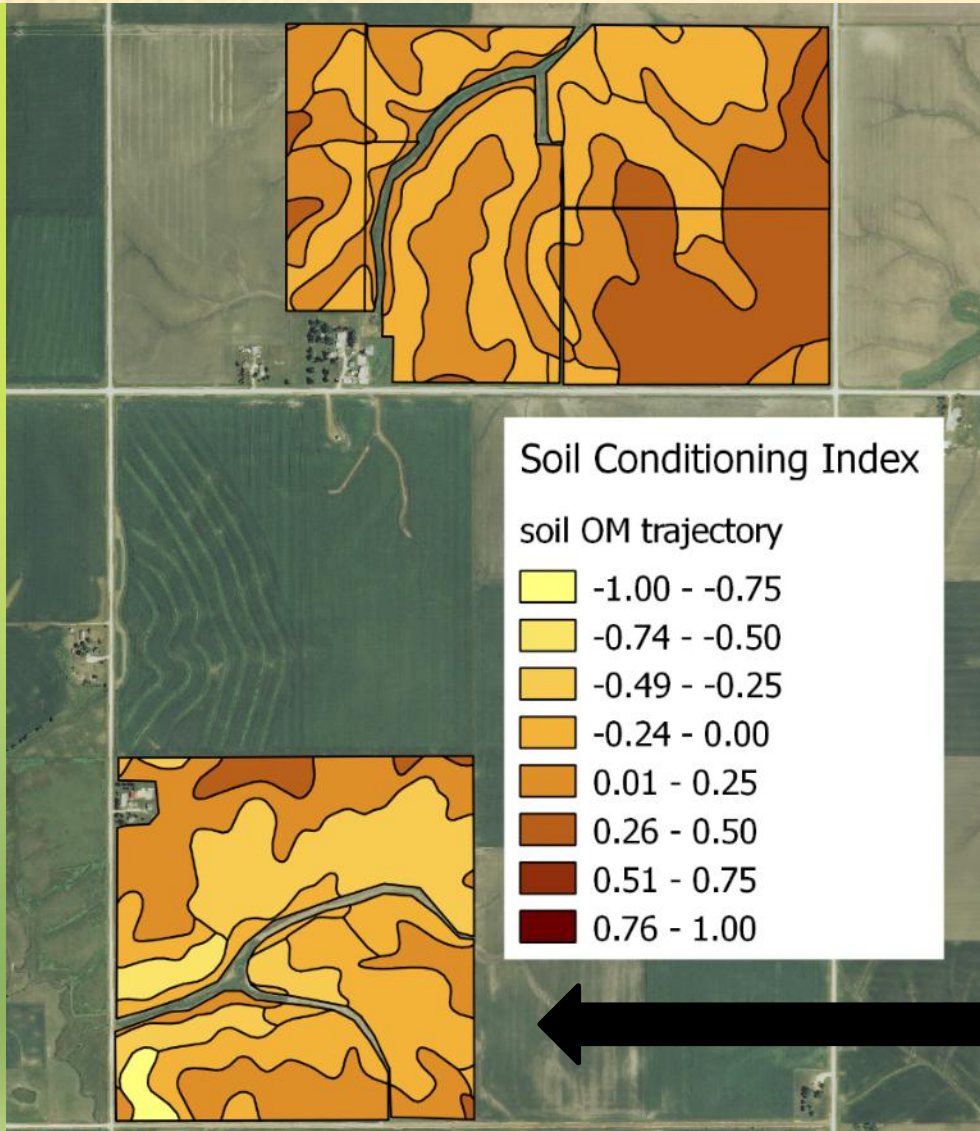 Soil Conditioning Index
soil OM trajectory
-1.00 - -0.75
-0.74 - -0.50
-0.49 - -0.25
-0.24 - 0.00
0.01 - 0.25
0.26 - 0.50
0.51 - 0.75
0.76 - 1.00